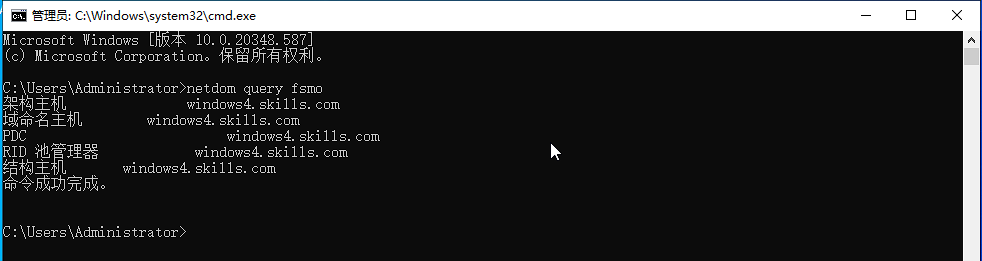 管理员: C:\Windows\system32\cmd.exe
Microsoft Windows [版本 10.0.20348.587]
(c) Microsoft Corporation。保留所有权利。
C:\Users\Administrator>netdom query fsmo
架构主机 windows4.skills.com
域命名主机 windows4.skills.com
PDC windows4.skills.com
RID 池管理器 windows4.skills.com
结构主机 windows4.skills.com
命令成功完成。
C:\Users\Administrator>